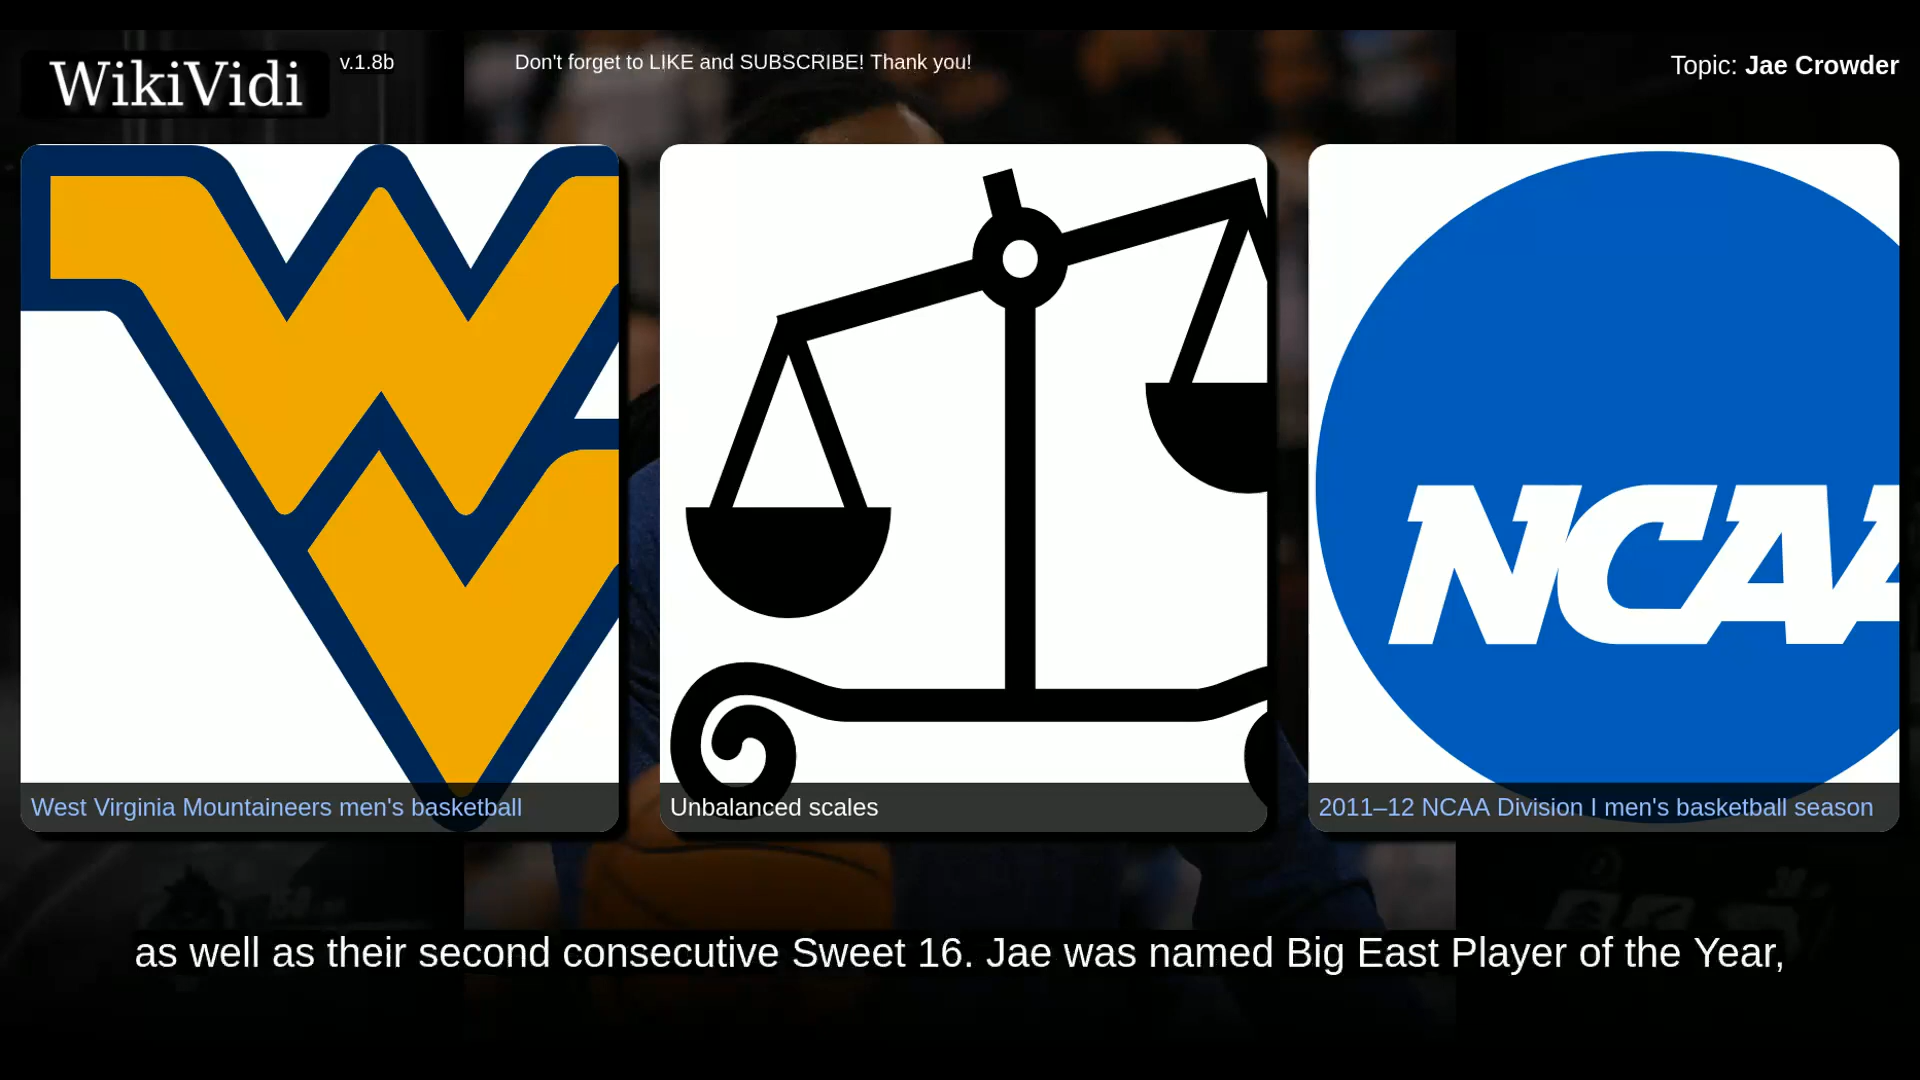 WikiVidi
v.1.8b
Don't forget to LIKE and SUBSCRIBE! Thank you!
Topic: Jae Crowder
NCAA
West Virginia Mountaineers men's basketball
Unbalanced scales
2011–12 NCAA Division I men's basketball season
as well as their second consecutive Sweet 16. Jae was named Big East Player of the Year,